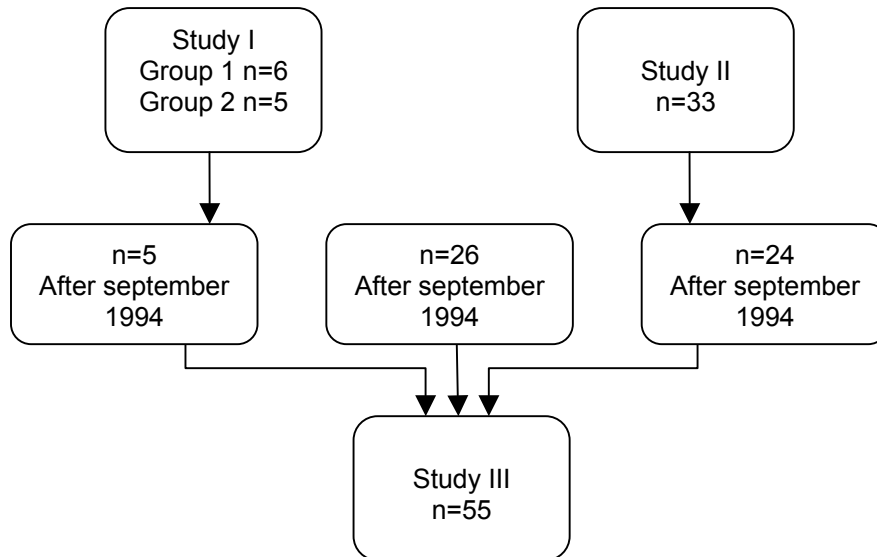 Study I
Group 1 n=6
Group 2 n=5
Study II
n=33
n=5
After september
1994
n=26
After september
1994
n=24
After september
1994
Study III
n=55